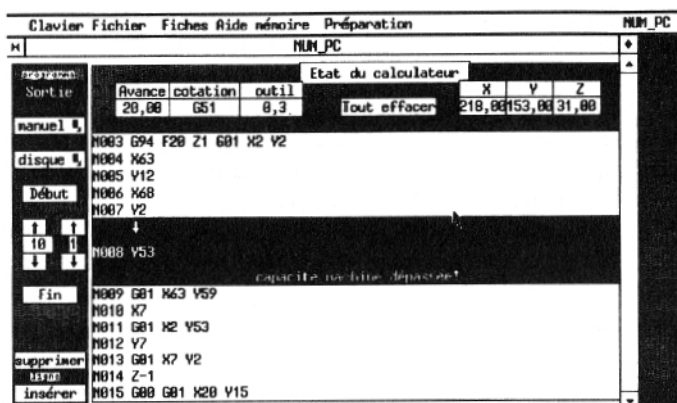 Clavier Fichier Fiches Aide mémoire Préparation NUM_PC
NUM_PC
programme
Sortie
manuel
disque
Début
10 1
Fin
supprimer
ligne
insérer
Etat du calculateur
Avance cotation outil
20,00 G51 0,3
Tout effacer
X Y Z
218,00 153,00 31,00
N003 G94 F20 Z1 G01 X2 Y2
N004 X63
N005 Y12
N006 X68
N007 Y2
N008 Y53
capacité machine dépassée!
N009 G01 X63 Y59
N010 X7
N011 G01 X2 Y53
N012 Y7
N013 G01 X7 Y2
N014 Z-1
N015 G00 G01 X20 Y15